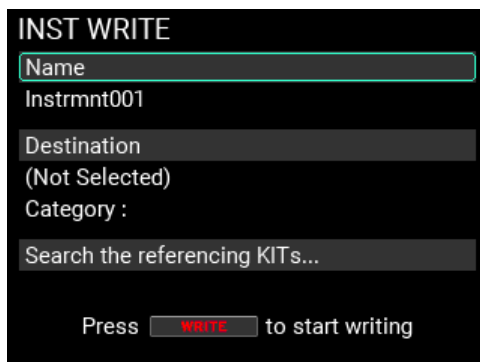 INST WRITE
Name
Instrmnt001
Destination
(Not Selected)
Category :
Search the referencing KITs...
Press WRITE to start writing